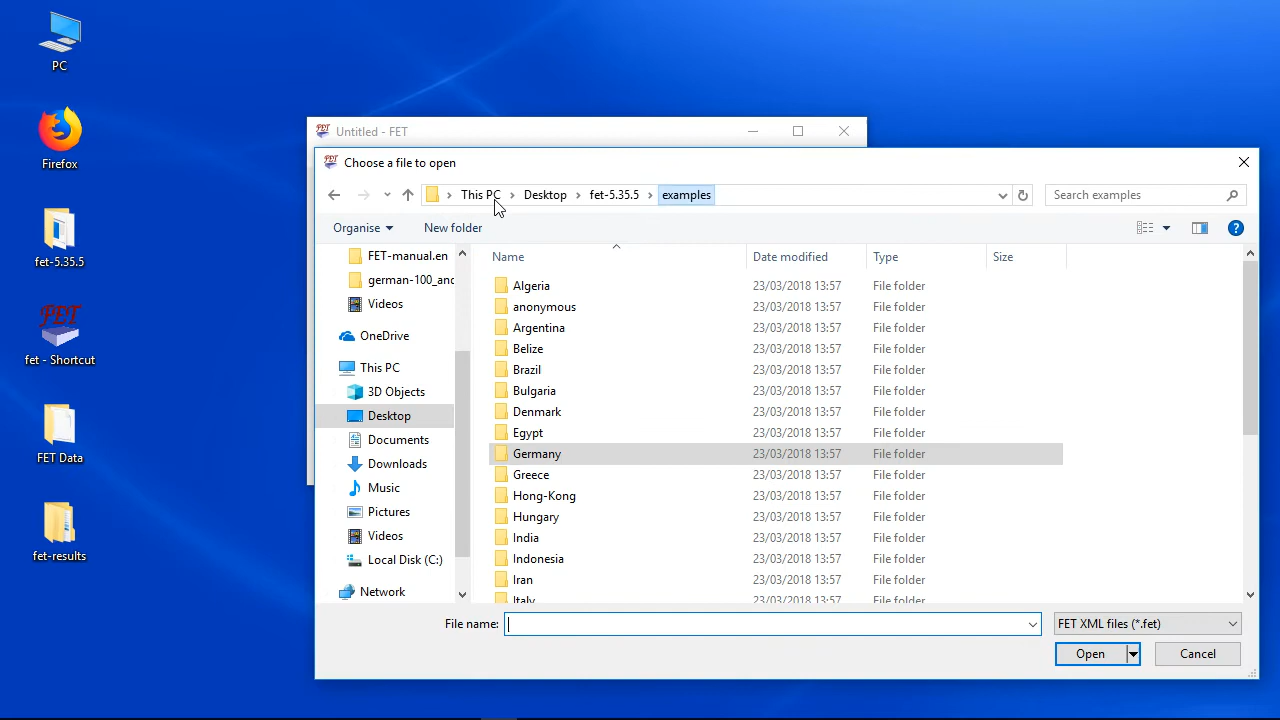 PC
Firefox
fet-5.35.5
FET
fet - Shortcut
FET Data
fet-results
FET Untitled - FET
FET Choose a file to open
This PC Desktop fet-5.35.5 examples
Search examples
Organise New folder
FET-manual.en
german-100_and
Videos
OneDrive
This PC
3D Objects
Desktop
Documents
Downloads
Music
Pictures
Videos
Local Disk (C:)
Network
Name Date modified Type Size
Algeria 23/03/2018 13:57 File folder
anonymous 23/03/2018 13:57 File folder
Argentina 23/03/2018 13:57 File folder
Belize 23/03/2018 13:57 File folder
Brazil 23/03/2018 13:57 File folder
Bulgaria 23/03/2018 13:57 File folder
Denmark 23/03/2018 13:57 File folder
Egypt 23/03/2018 13:57 File folder
Germany 23/03/2018 13:57 File folder
Greece 23/03/2018 13:57 File folder
Hong-Kong 23/03/2018 13:57 File folder
Hungary 23/03/2018 13:57 File folder
India 23/03/2018 13:57 File folder
Indonesia 23/03/2018 13:57 File folder
Iran 23/03/2018 13:57 File folder
Italy 23/03/2018 13:57 File folder
File name: FET XML files (*.fet)
Open Cancel